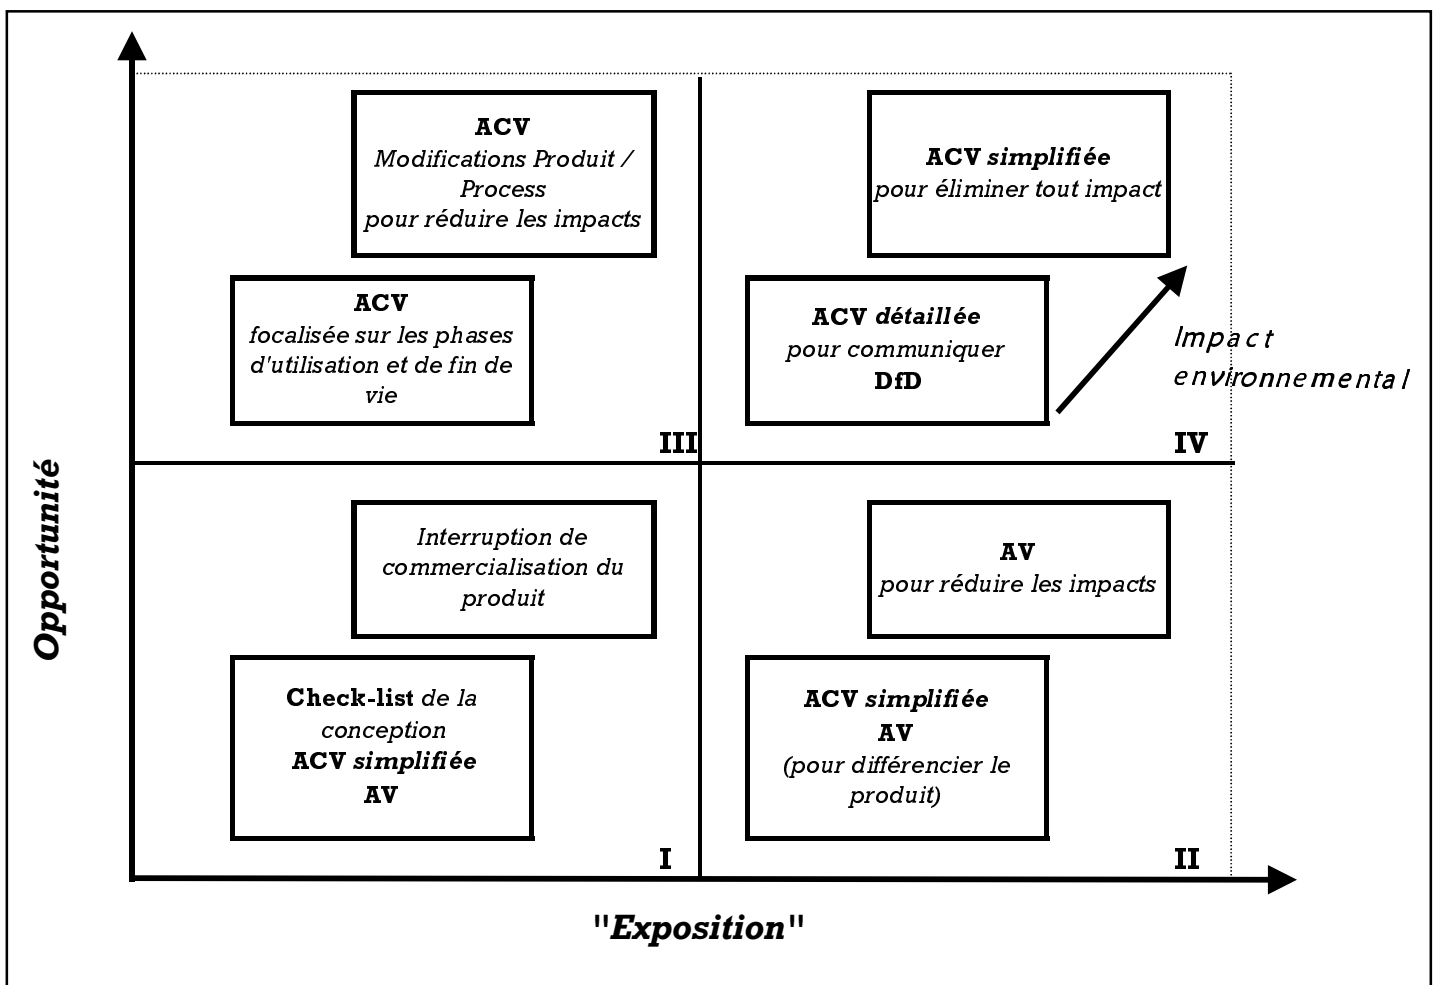 ACV
Modifications Produit /
Process
pour réduire les impacts
ACV simplifiée
pour éliminer tout impact
ACV
focalisée sur les phases
d'utilisation et de fin de
vie
ACV détaillée
pour communiquer
DfD
Impact
environnemental
III
IV
Opportunité
Interruption de
commercialisation du
produit
AV
pour réduire les impacts
Check-list de la
conception
ACV simplifiée
AV
ACV simplifiée
AV
(pour différencier le
produit)
I
II
"Exposition"